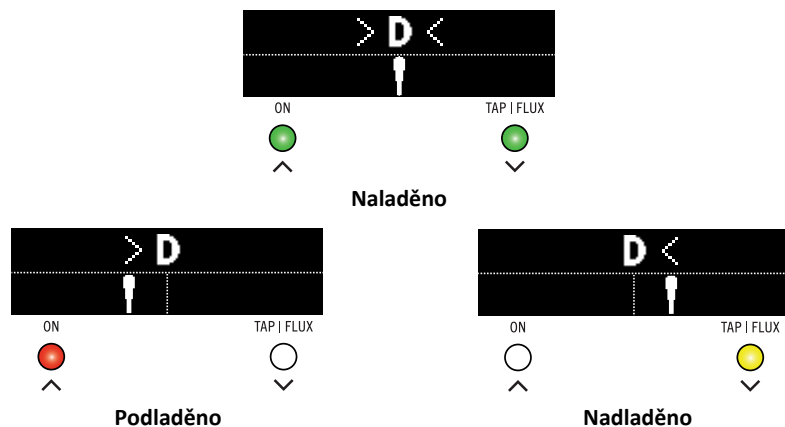 > D <
ON TAP | FLUX
Naladěno
> D
ON TAP | FLUX
Podladěno
D <
ON TAP | FLUX
Nadladěno